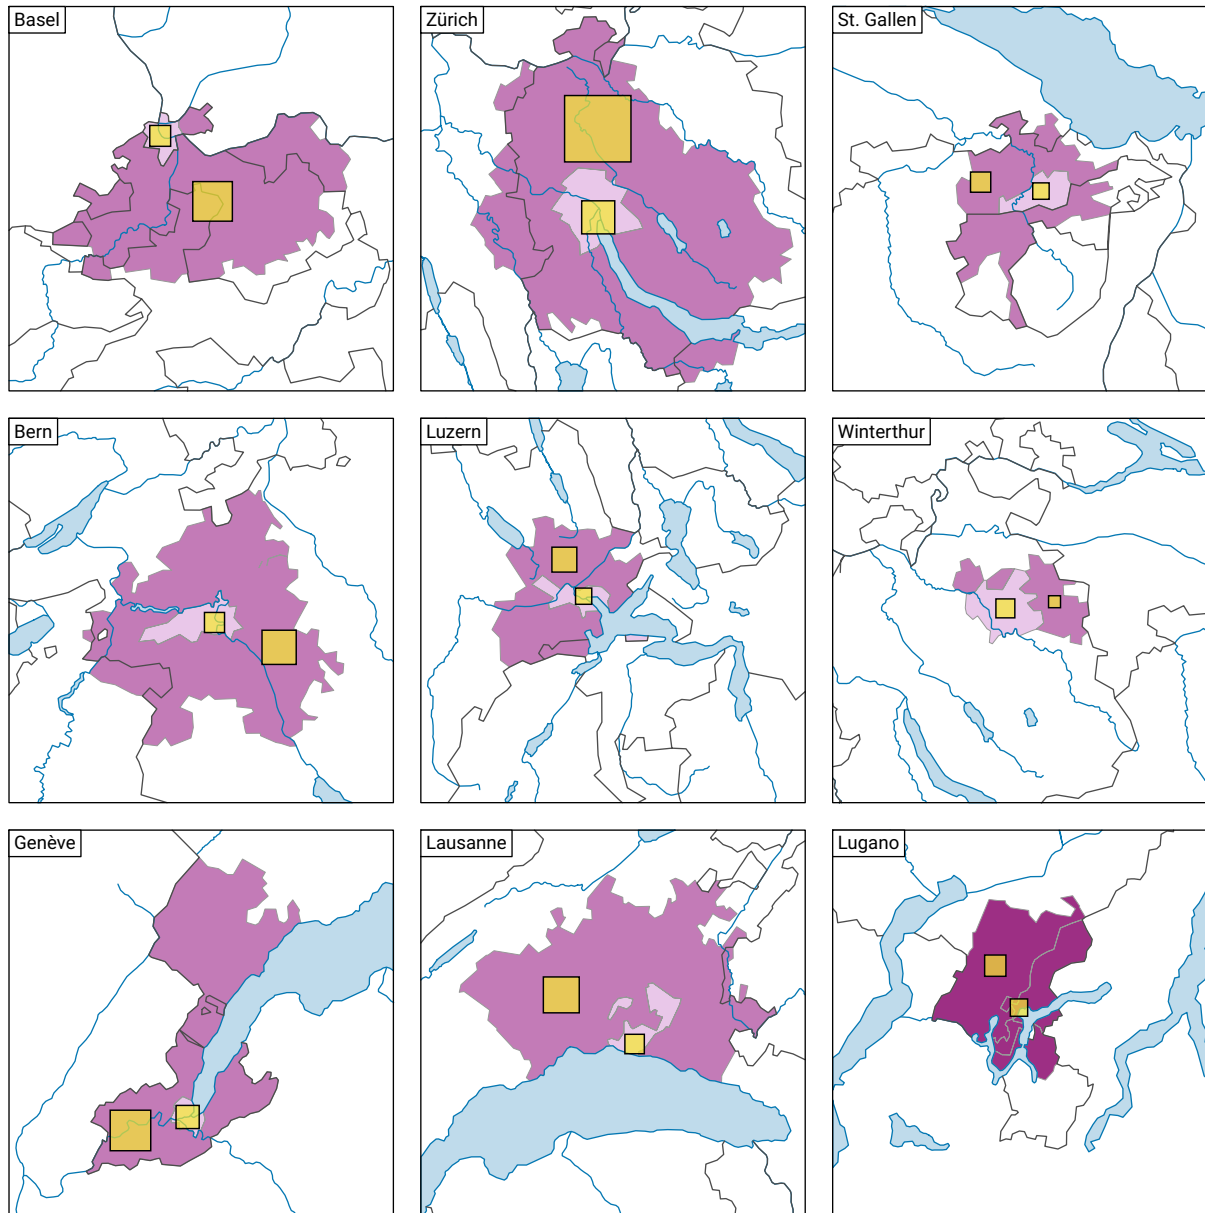 Basel
Zürich
St. Gallen
Bern
Luzern
Winterthur
Genève
Lausanne
Lugano